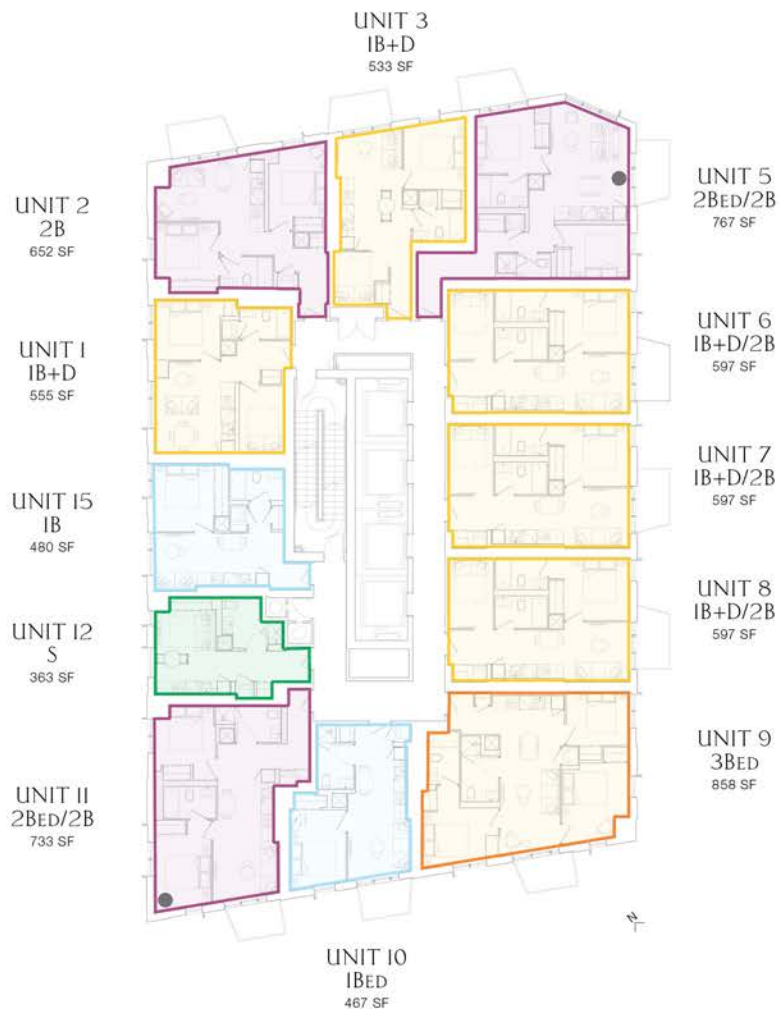 UNIT 3
1B+D
533 SF
UNIT 2
2B
652 SF
UNIT 5
2BED/2B
767 SF
UNIT 1
1B+D
555 SF
UNIT 6
1B+D/2B
597 SF
UNIT 7
1B+D/2B
597 SF
UNIT 15
1B
480 SF
UNIT 8
1B+D/2B
597 SF
UNIT 12
S
363 SF
UNIT 9
3BED
858 SF
UNIT 11
2BED/2B
733 SF
N
UNIT 10
1BED
467 SF